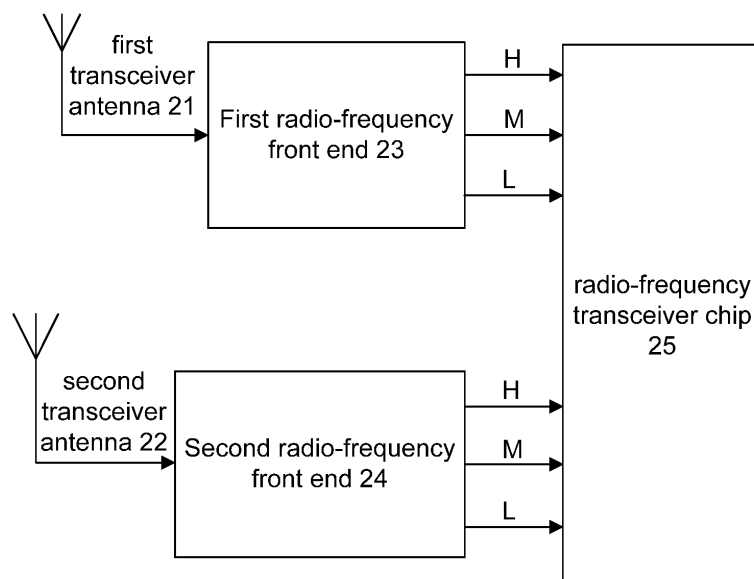 first
transceiver
antenna 21
First radio-frequency
front end 23
H
M
L
radio-frequency
transceiver chip
25
second
transceiver
antenna 22
Second radio-frequency
front end 24
H
M
L